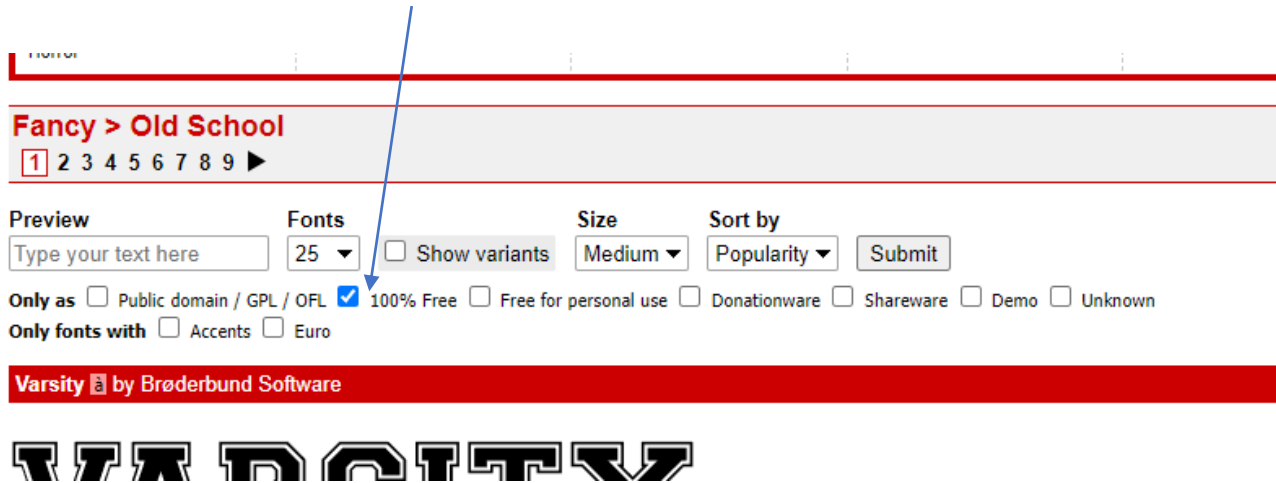 Horror
Fancy > Old School
1 2 3 4 5 6 7 8 9
Preview Fonts Size Sort by
Type your text here 25 Show variants Medium Popularity Submit
Only as Public domain / GPL / OFL 100% Free Free for personal use Donationware Shareware Demo Unknown
Only fonts with Accents Euro
Varsity à by Brøderbund Software
VARSITY